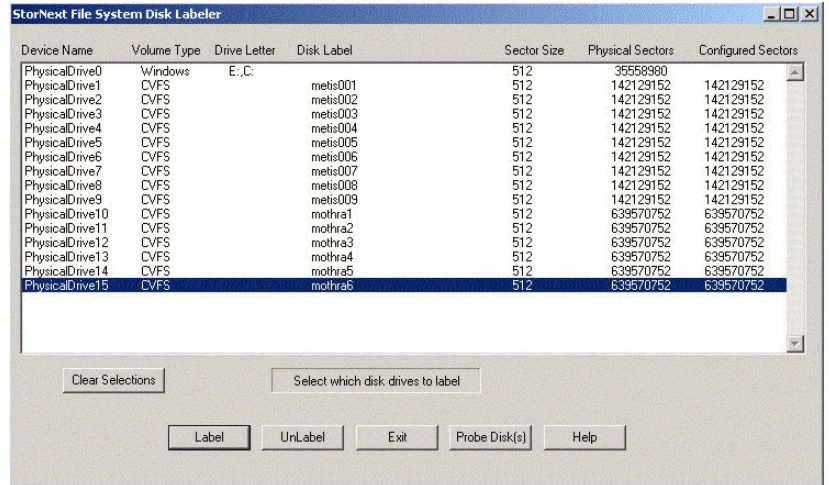 StorNext File System Disk Labeler
Device Name Volume Type Drive Letter Disk Label Sector Size Physical Sectors Configured Sectors
PhysicalDrive0 Windows E:,C: 512 35558980
PhysicalDrive1 CVFS metis001 512 142129152 142129152
PhysicalDrive2 CVFS metis002 512 142129152 142129152
PhysicalDrive3 CVFS metis003 512 142129152 142129152
PhysicalDrive4 CVFS metis004 512 142129152 142129152
PhysicalDrive5 CVFS metis005 512 142129152 142129152
PhysicalDrive6 CVFS metis006 512 142129152 142129152
PhysicalDrive7 CVFS metis007 512 142129152 142129152
PhysicalDrive8 CVFS metis008 512 142129152 142129152
PhysicalDrive9 CVFS metis009 512 142129152 142129152
PhysicalDrive10 CVFS mothra1 512 639570752 639570752
PhysicalDrive11 CVFS mothra2 512 639570752 639570752
PhysicalDrive12 CVFS mothra3 512 639570752 639570752
PhysicalDrive13 CVFS mothra4 512 639570752 639570752
PhysicalDrive14 CVFS mothra5 512 639570752 639570752
PhysicalDrive15 CVFS mothra6 512 639570752 639570752
Clear Selections Select which disk drives to label
Label UnLabel Exit Probe Disk(s) Help